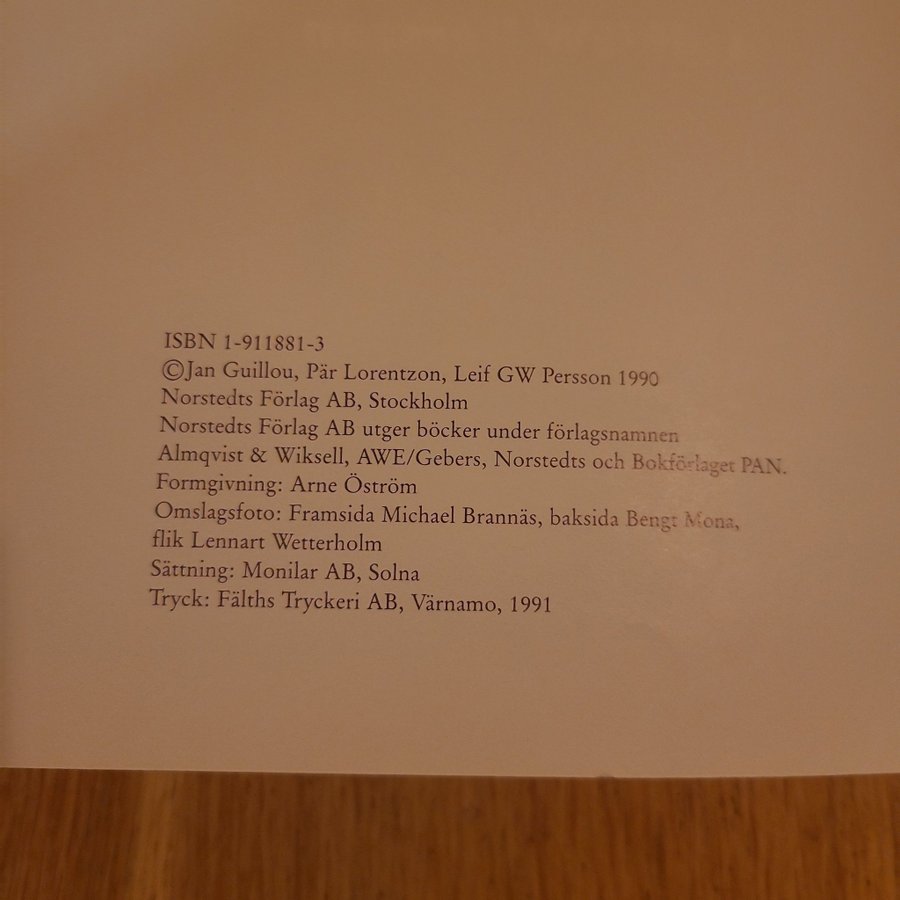 ISBN 1-911881-3
©Jan Guillou, Pär Lorentzon, Leif GW Persson 1990
Norstedts Förlag AB, Stockholm
Norstedts Förlag AB utger böcker under förlagsnamnen
Almqvist & Wiksell, AWE/Gebers, Norstedts och Bokförlaget PAN.
Formgivning: Arne Öström
Omslagsfoto: Framsida Michael Brannäs, baksida Bengt Mona,
flik Lennart Wetterholm
Sättning: Monilar AB, Solna
Tryck: Fälths Tryckeri AB, Värnamo, 1991